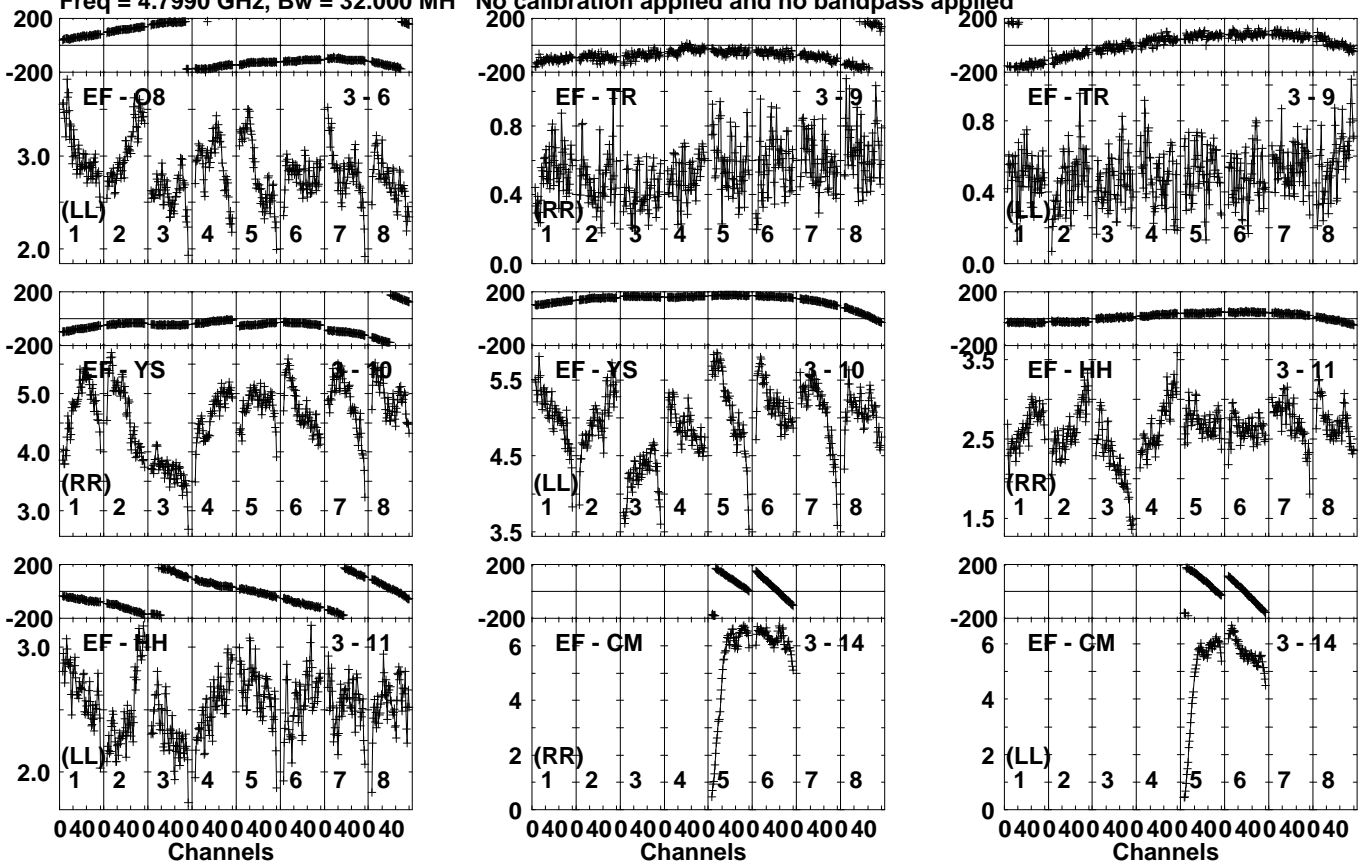 Freq = 4.7990 GHz, Bw = 32.000 MH   No calibration applied and no bandpass applied
200
-200
EF - O8 3 - 6
3.0
2.0
(LL)
1 2 3 4 5 6 7 8
EF - TR 3 - 9
200
-200
0.8
0.4
0.0
(RR)
1 2 3 4 5 6 7 8
EF - TR 3 - 9
200
-200
0.8
0.4
0.0
(LL)
1 2 3 4 5 6 7 8
200
-200
EF - YS 3 - 10
5.0
4.0
3.0
(RR)
1 2 3 4 5 6 7 8
200
-200
EF - YS 3 - 10
5.5
4.5
3.5
(LL)
1 2 3 4 5 6 7 8
200
-200
EF - HH 3 - 11
3.5
2.5
1.5
(RR)
1 2 3 4 5 6 7 8
200
-200
EF - HH 3 - 11
3.0
2.0
(LL)
1 2 3 4 5 6 7 8
200
-200
EF - CM 3 - 14
6
4
2
0
(RR)
1 2 3 4 5 6 7 8
200
-200
EF - CM 3 - 14
6
4
2
0
(LL)
1 2 3 4 5 6 7 8
0 40 0 40 0 40 0 40 0 40 0 40 0 40 0 40
Channels
0 40 0 40 0 40 0 40 0 40 0 40 0 40 0 40
Channels
0 40 0 40 0 40 0 40 0 40 0 40 0 40 0 40
Channels